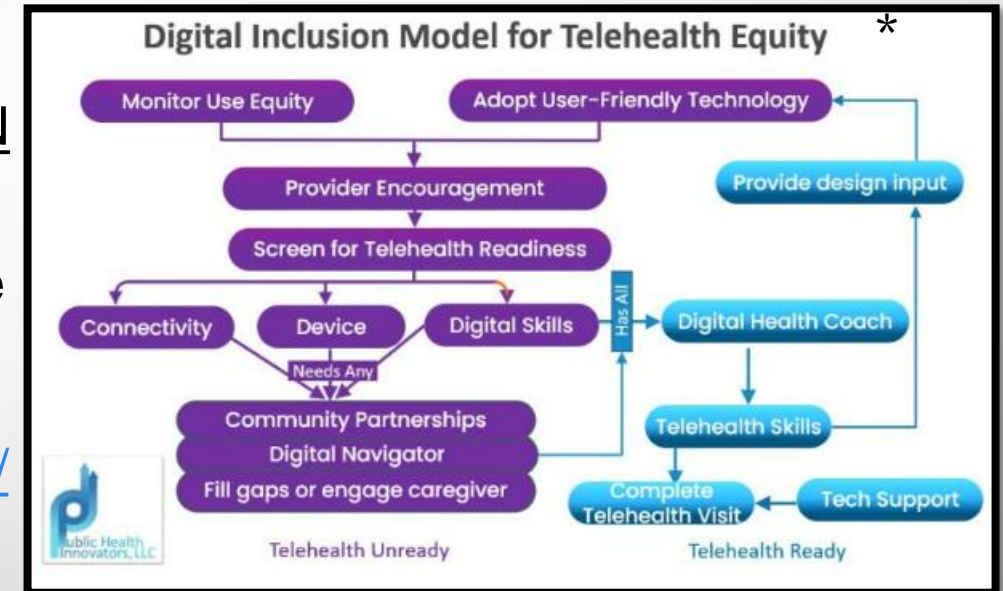 Digital Inclusion Model for Telehealth Equity *
Monitor Use Equity
Adopt User-Friendly Technology
Provider Encouragement
Provide design input
Screen for Telehealth Readiness
Connectivity
Device
Digital Skills
Has All
Digital Health Coach
Needs Any
Community Partnerships
Digital Navigator
Fill gaps or engage caregiver
Telehealth Skills
Complete
Telehealth Visit
Tech Support
Public Health
Innovators, LLC
Telehealth Unready
Telehealth Ready